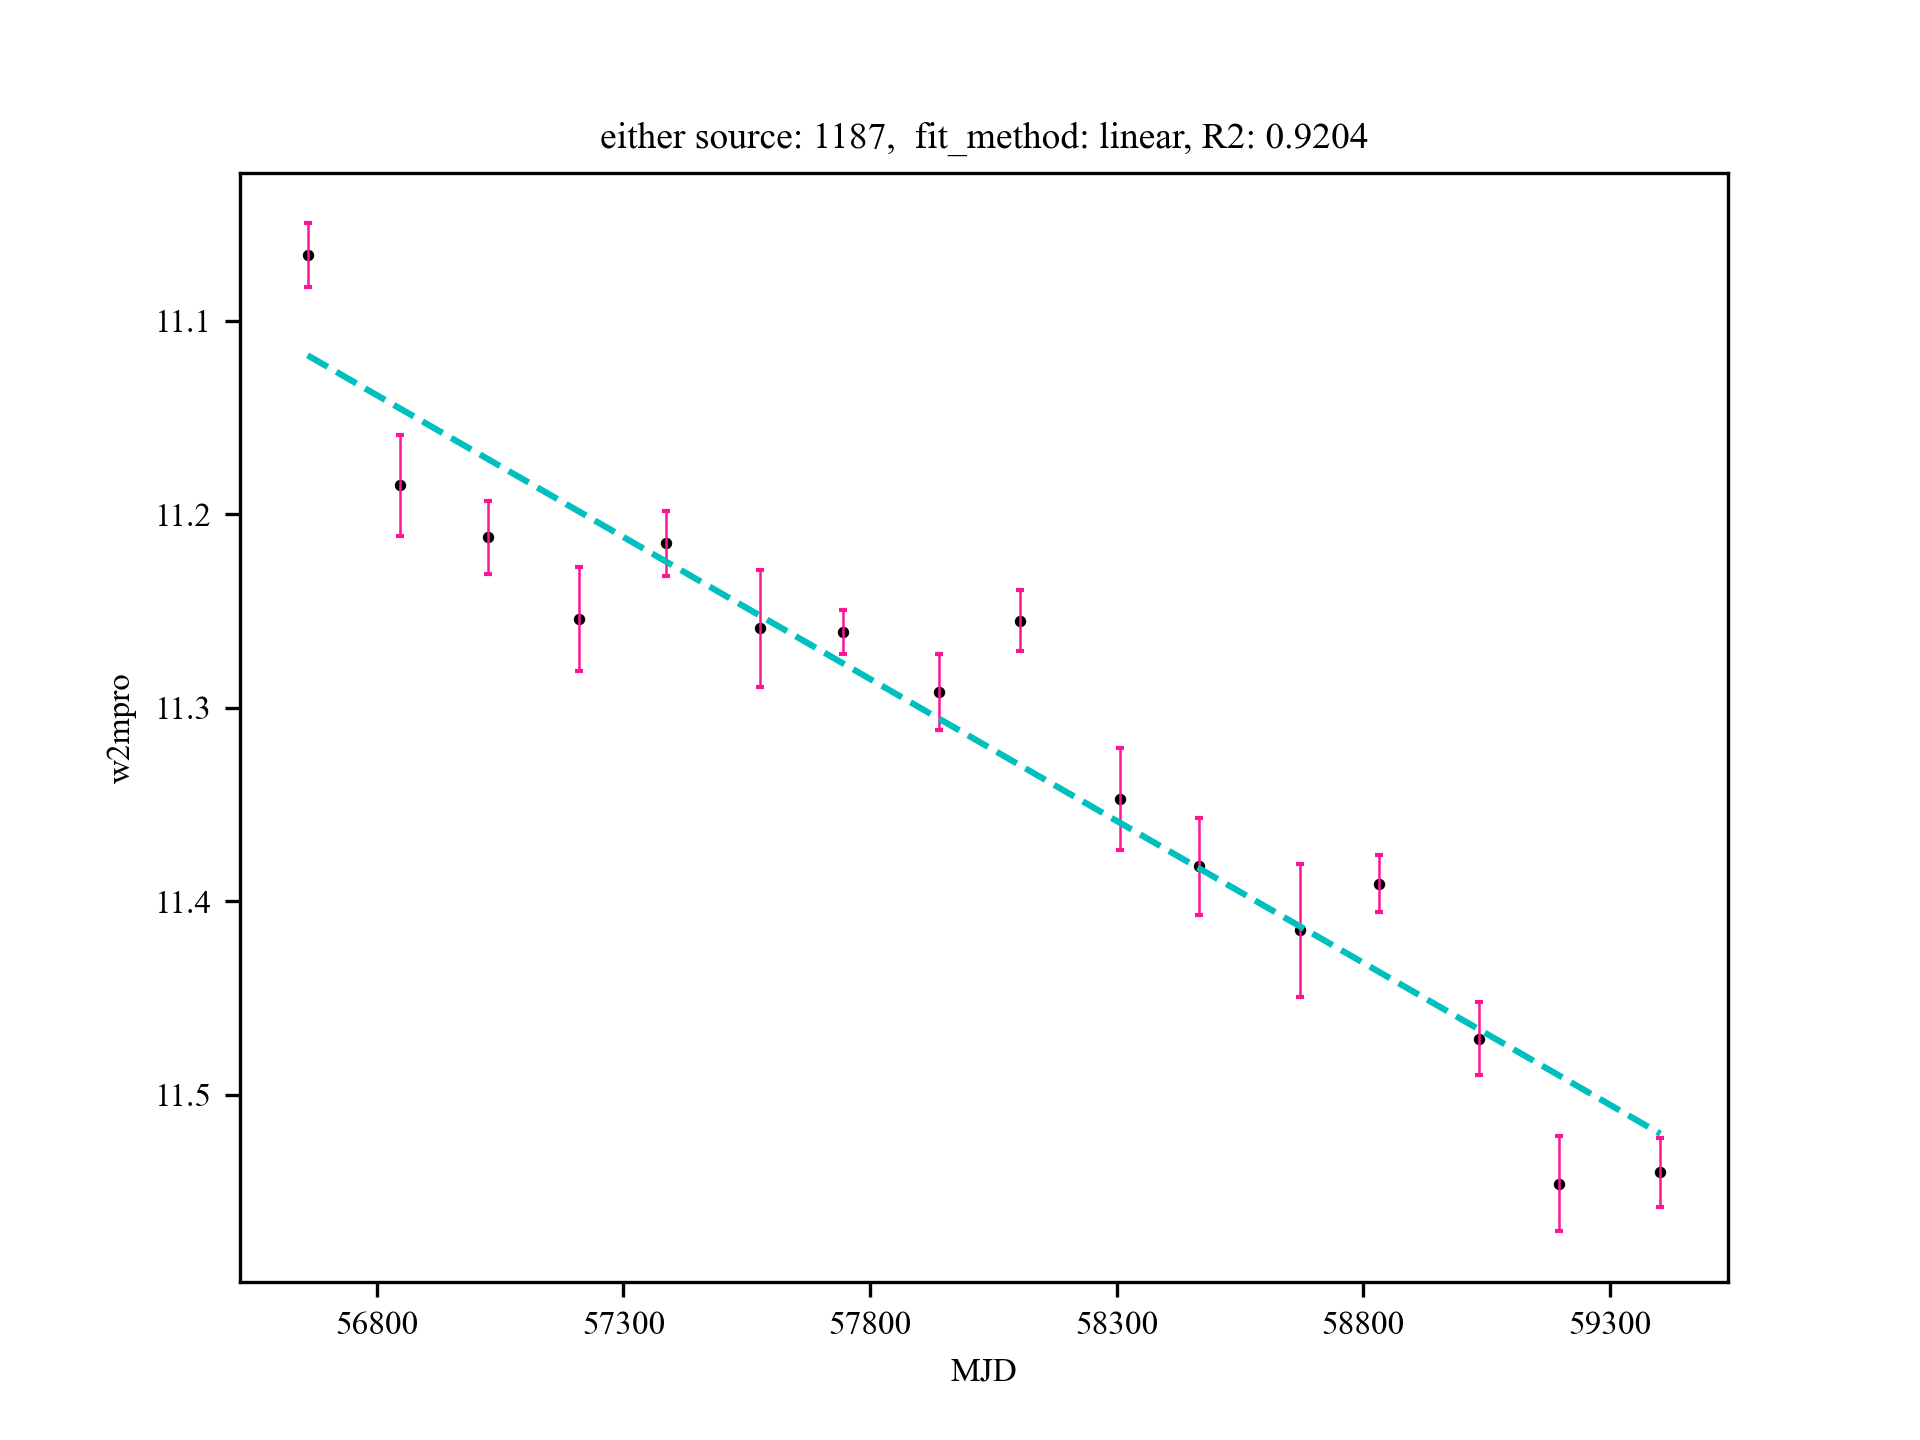 either source: 1187,  fit_method: linear, R2: 0.9204
11.1
11.2
11.3
11.4
11.5
w2mpro
56800 57300 57800 58300 58800 59300
MJD